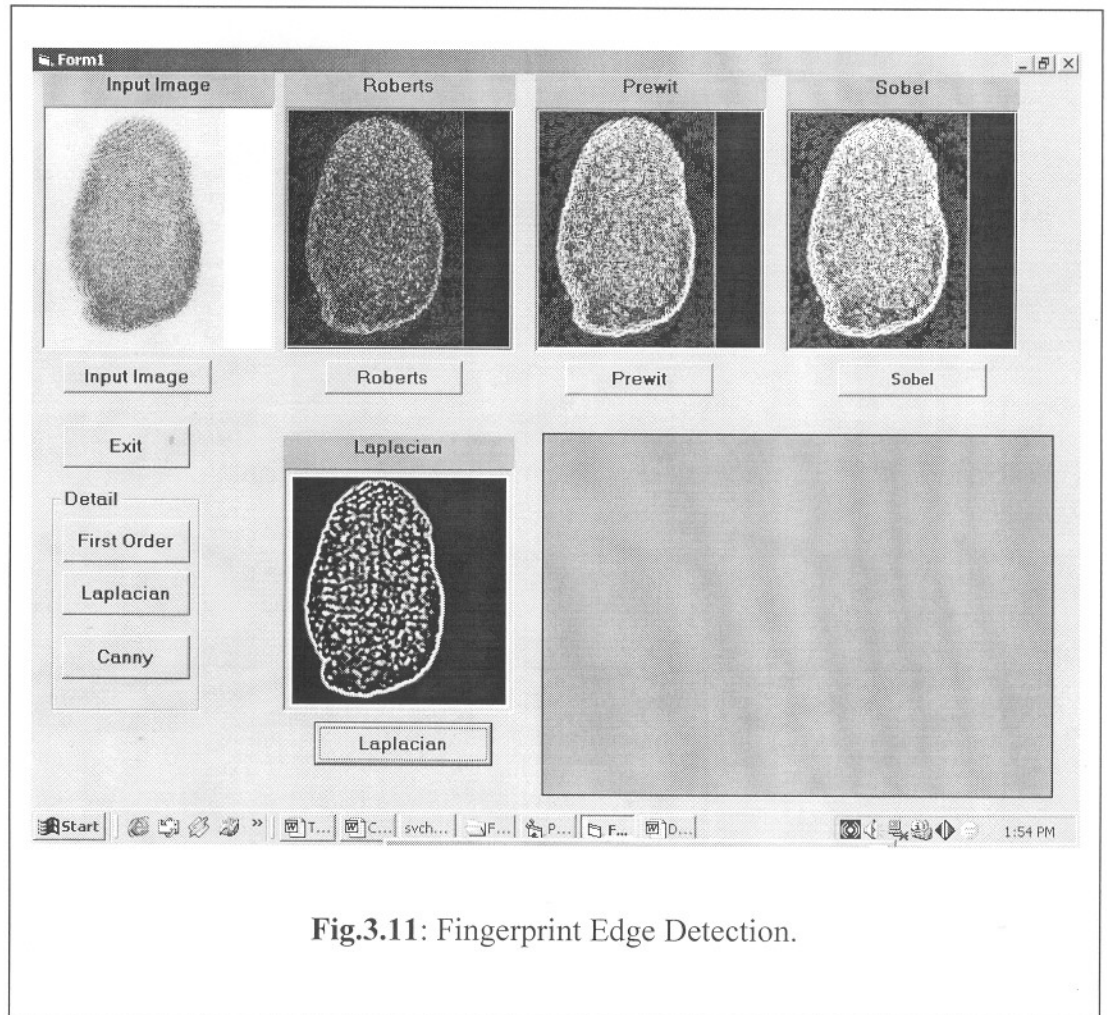 Form1
Input Image Roberts Prewit Sobel
Input Image Roberts Prewit Sobel
Exit
Laplacian
Detail
First Order
Laplacian
Canny
Laplacian
Start » T... C... svch... F... P... F... D... 1:54 PM
Fig.3.11: Fingerprint Edge Detection.